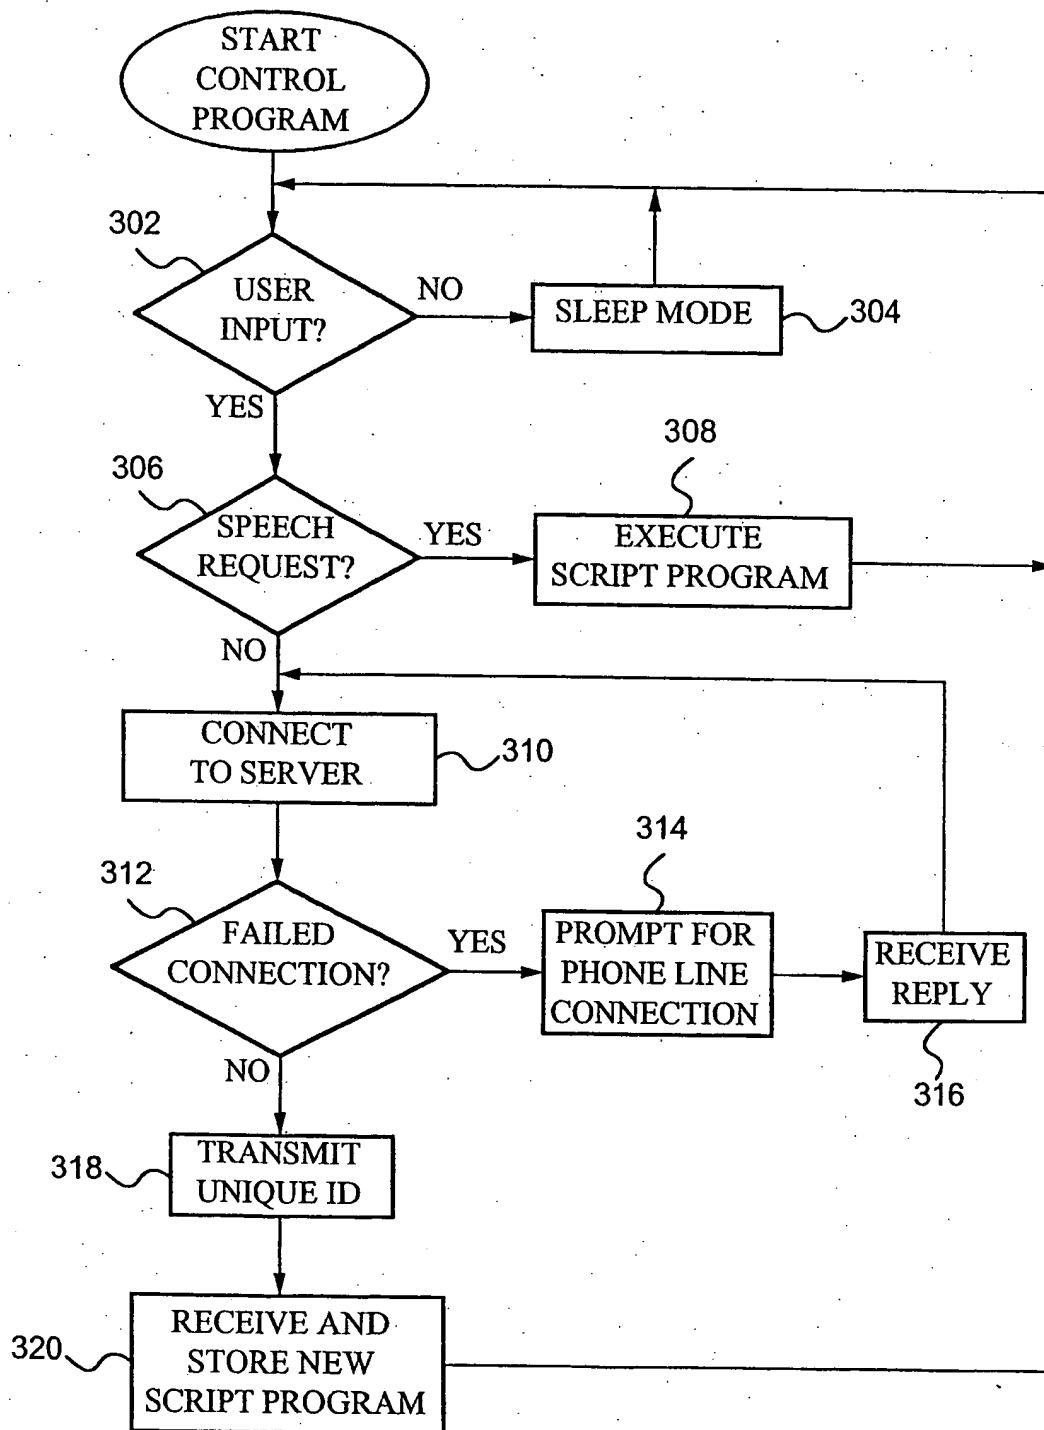 START
CONTROL
PROGRAM
302
USER
INPUT?
NO
SLEEP MODE
304
YES
306
SPEECH
REQUEST?
YES
308
EXECUTE
SCRIPT PROGRAM
NO
CONNECT
TO SERVER
310
312
FAILED
CONNECTION?
YES
314
PROMPT FOR
PHONE LINE
CONNECTION
RECEIVE
REPLY
316
NO
318
TRANSMIT
UNIQUE ID
320
RECEIVE AND
STORE NEW
SCRIPT PROGRAM